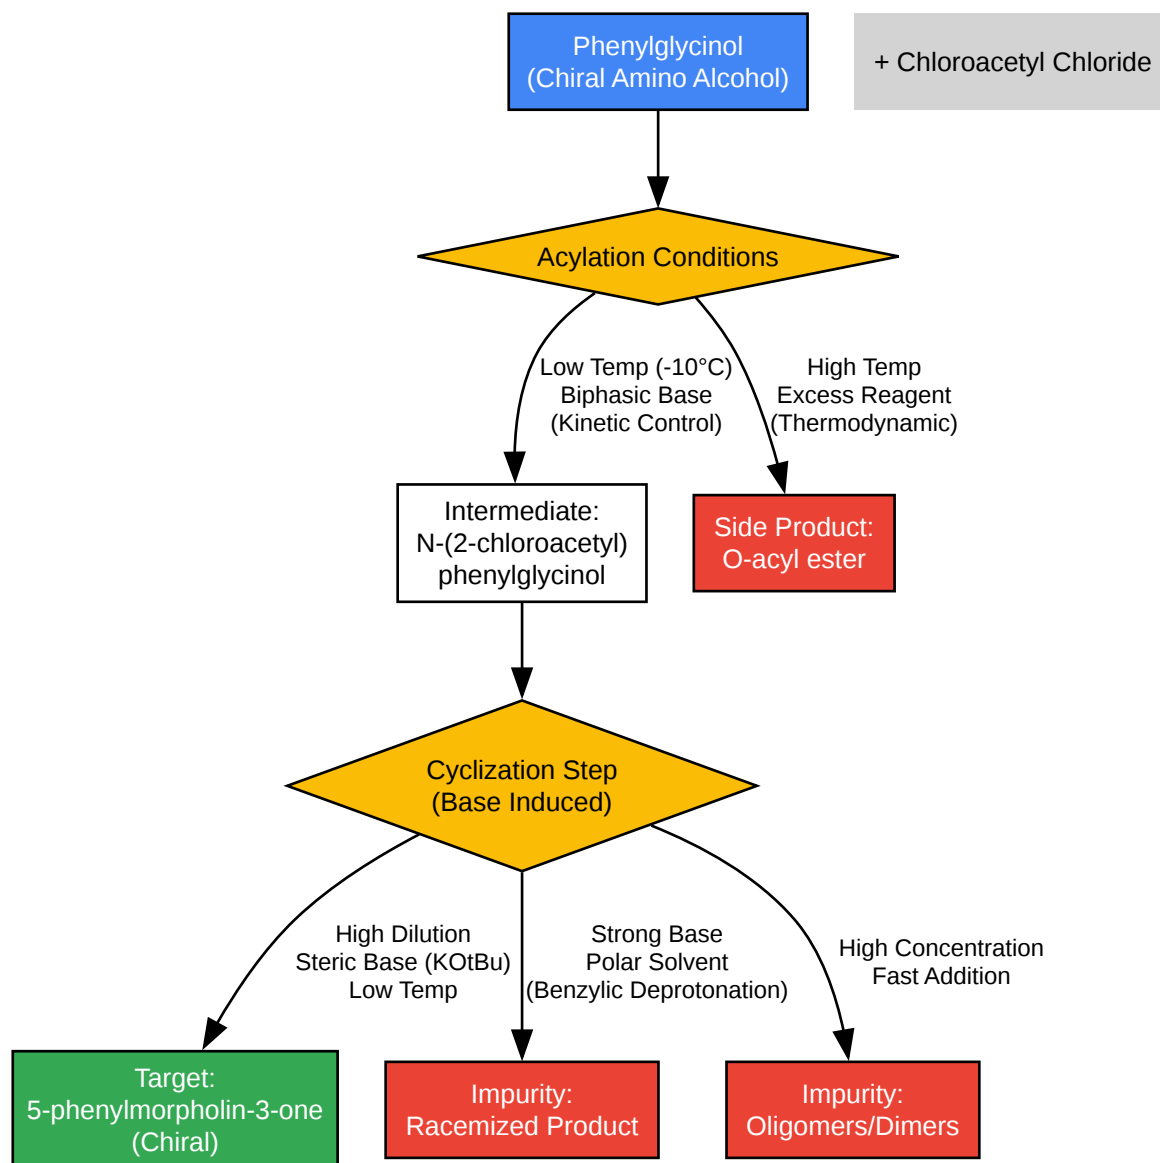 Phenylglycinol
(Chiral Amino Alcohol)
+ Chloroacetyl Chloride
Acylation Conditions
Low Temp (-10°C)
Biphasic Base
(Kinetic Control)
High Temp
Excess Reagent
(Thermodynamic)
Intermediate:
N-(2-chloroacetyl)
phenylglycinol
Side Product:
O-acyl ester
Cyclization Step
(Base Induced)
High Dilution
Steric Base (KOtBu)
Low Temp
Strong Base
Polar Solvent
(Benzylic Deprotonation)
High Concentration
Fast Addition
Target:
5-phenylmorpholin-3-one
(Chiral)
Impurity:
Racemized Product
Impurity:
Oligomers/Dimers